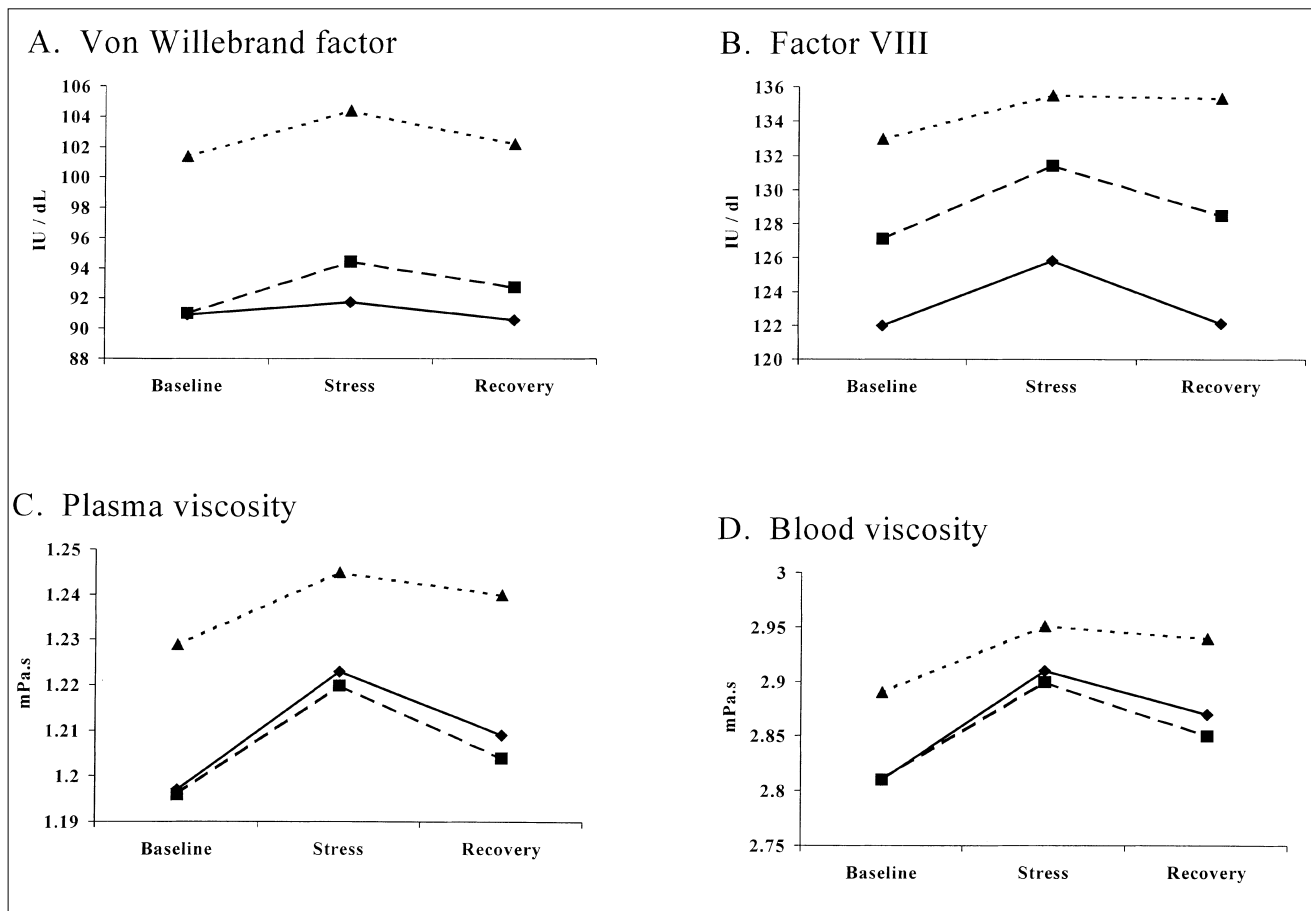 A. Von Willebrand factor
106
104
102
100
98
96
94
92
90
88
IU / dL
Baseline Stress Recovery
B. Factor VIII
136
134
132
130
128
126
124
122
120
IU / dl
Baseline Stress Recovery
C. Plasma viscosity
1.25
1.24
1.23
1.22
1.21
1.2
1.19
mPa.s
Baseline Stress Recovery
D. Blood viscosity
3
2.95
2.9
2.85
2.8
2.75
mPa.s
Baseline Stress Recovery